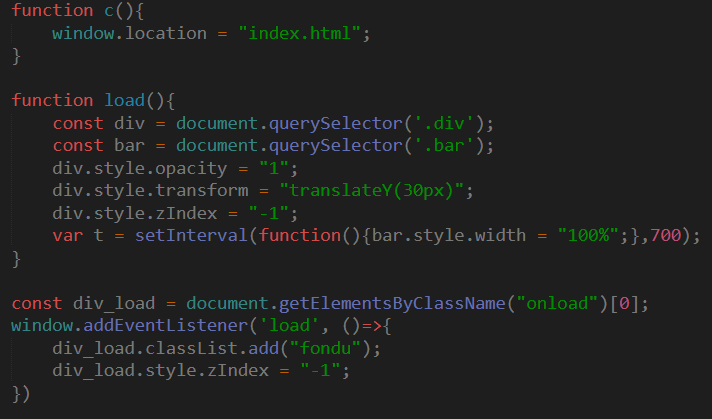 function c(){
window.location = "index.html";
}
function load(){
const div = document.querySelector('.div');
const bar = document.querySelector('.bar');
div.style.opacity = "1";
div.style.transform = "translateY(30px)";
div.style.zIndex = "-1";
var t = setInterval(function(){bar.style.width = "100%";},700);
}
const div_load = document.getElementsByClassName("onload")[0];
window.addEventListener('load', ()=>{
div_load.classList.add("fondu");
div_load.style.zIndex = "-1";
})